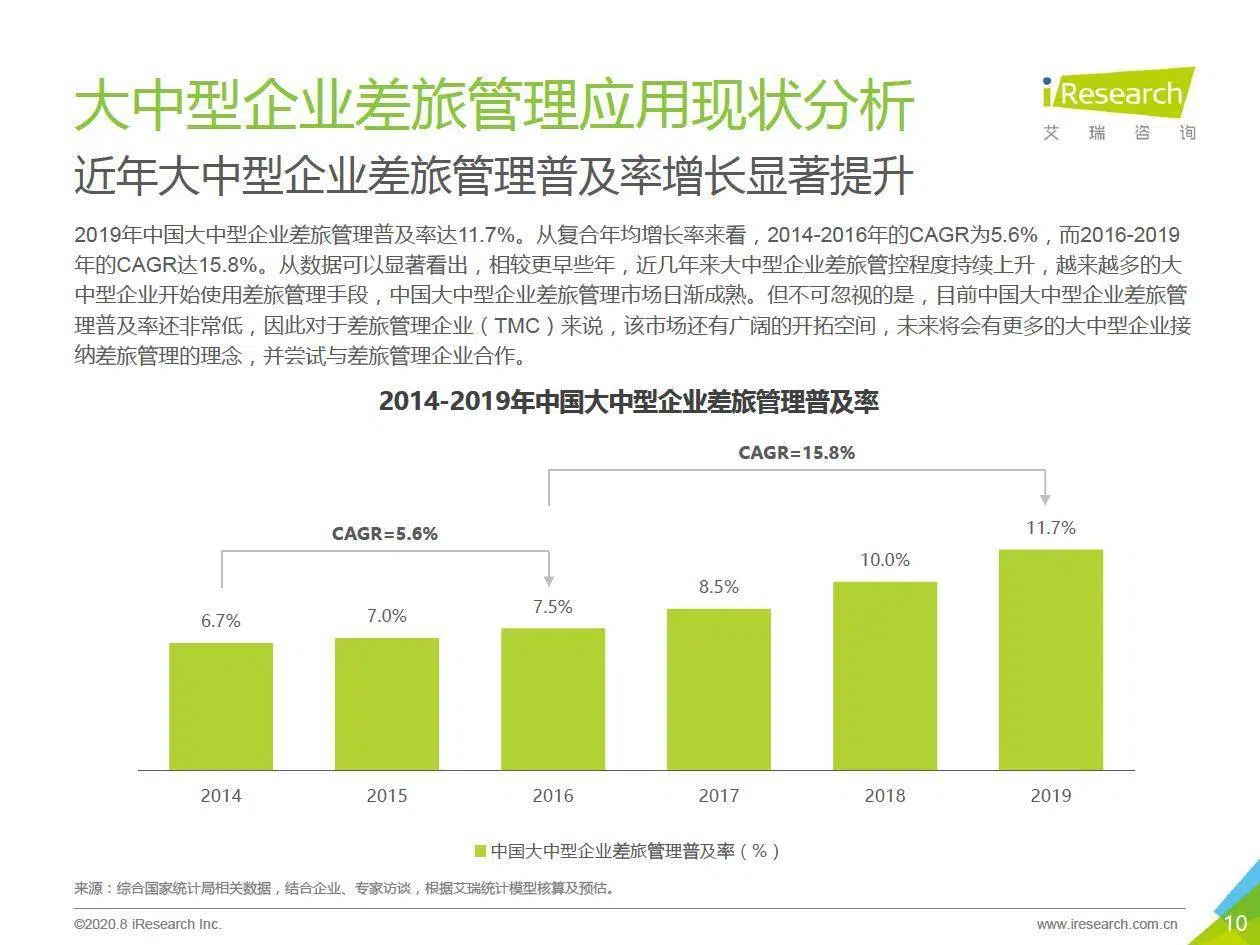 大中型企业差旅管理应用现状分析
iResearch
艾瑞咨询
近年大中型企业差旅管理普及率增长显著提升
2019年中国大中型企业差旅管理普及率达11.7%。从复合年均增长率来看，2014-2016年的CAGR为5.6%，而2016-2019
年的CAGR达15.8%。从数据可以显著看出，相较更早些年，近几年来大中型企业差旅管控程度持续上升，越来越多的大
中型企业开始使用差旅管理手段，中国大中型企业差旅管理市场日渐成熟。但不可忽视的是，目前中国大中型企业差旅管
理普及率还非常低，因此对于差旅管理企业（TMC）来说，该市场还有广阔的开拓空间，未来将会有更多的大中型企业接
纳差旅管理的理念，并尝试与差旅管理企业合作。
2014-2019年中国大中型企业差旅管理普及率
CAGR=15.8%
CAGR=5.6%
6.7%
7.0%
7.5%
8.5%
10.0%
11.7%
2014
2015
2016
2017
2018
2019
中国大中型企业差旅管理普及率（%）
来源：综合国家统计局相关数据，结合企业、专家访谈，根据艾瑞统计模型核算及预估。
©2020.8 iResearch Inc.
www.iresearch.com.cn
10